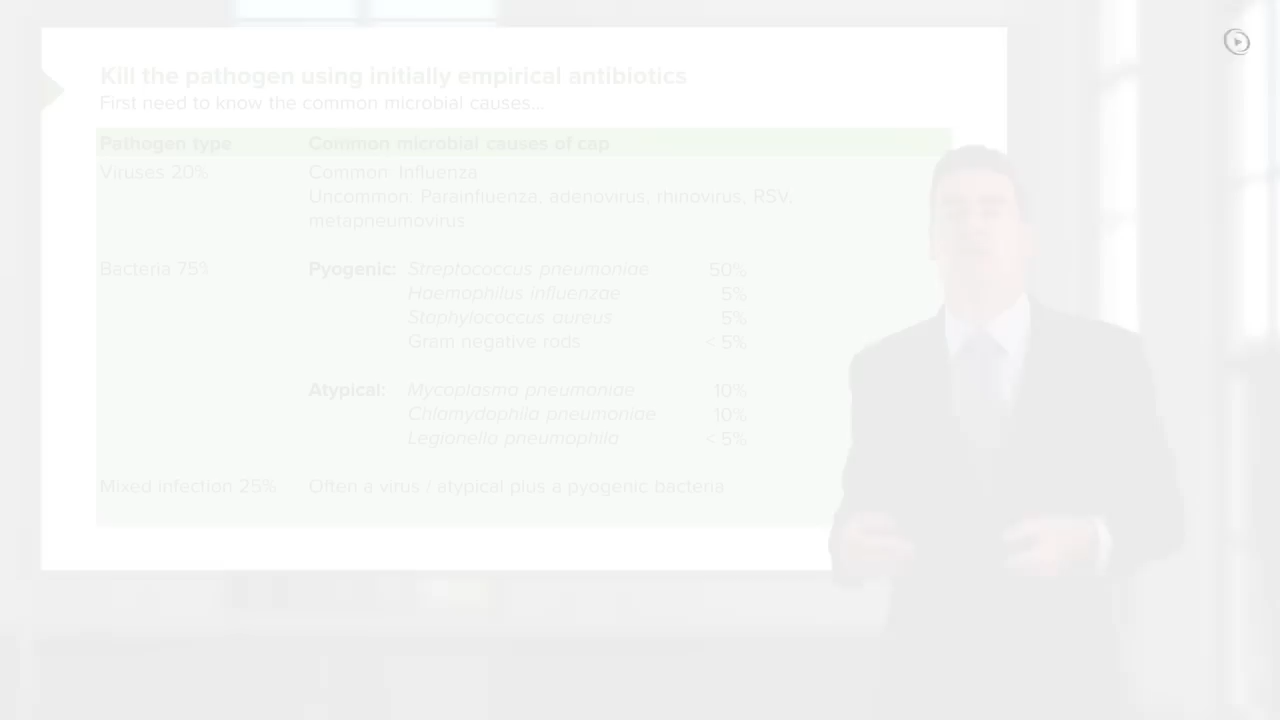 Kill the pathogen using initially empirical antibiotics
First need to know the common microbial causes...
Pathogen type Common microbial causes of cap
Viruses 20% Common: Influenza
Uncommon: Parainfluenza, adenovirus, rhinovirus, RSV,
metapneumovirus
Bacteria 75% Pyogenic: Streptococcus pneumoniae 50%
Haemophilus influenzae 5%
Staphylococcus aureus 5%
Gram negative rods < 5%
Atypical: Mycoplasma pneumoniae 10%
Chlamydophila pneumoniae 10%
Legionella pneumophila < 5%
Mixed infection 25% Often a virus / atypical plus a pyogenic bacteria